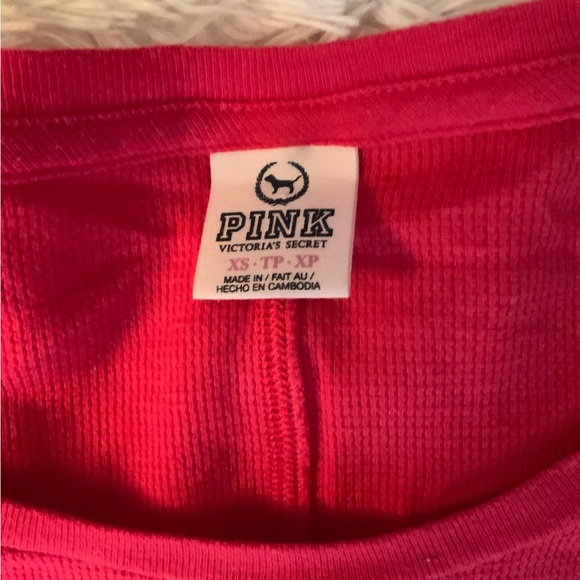 PINK
VICTORIA'S SECRET
XS · TP · XP
MADE IN / FAIT AU /
HECHO EN CAMBODIA